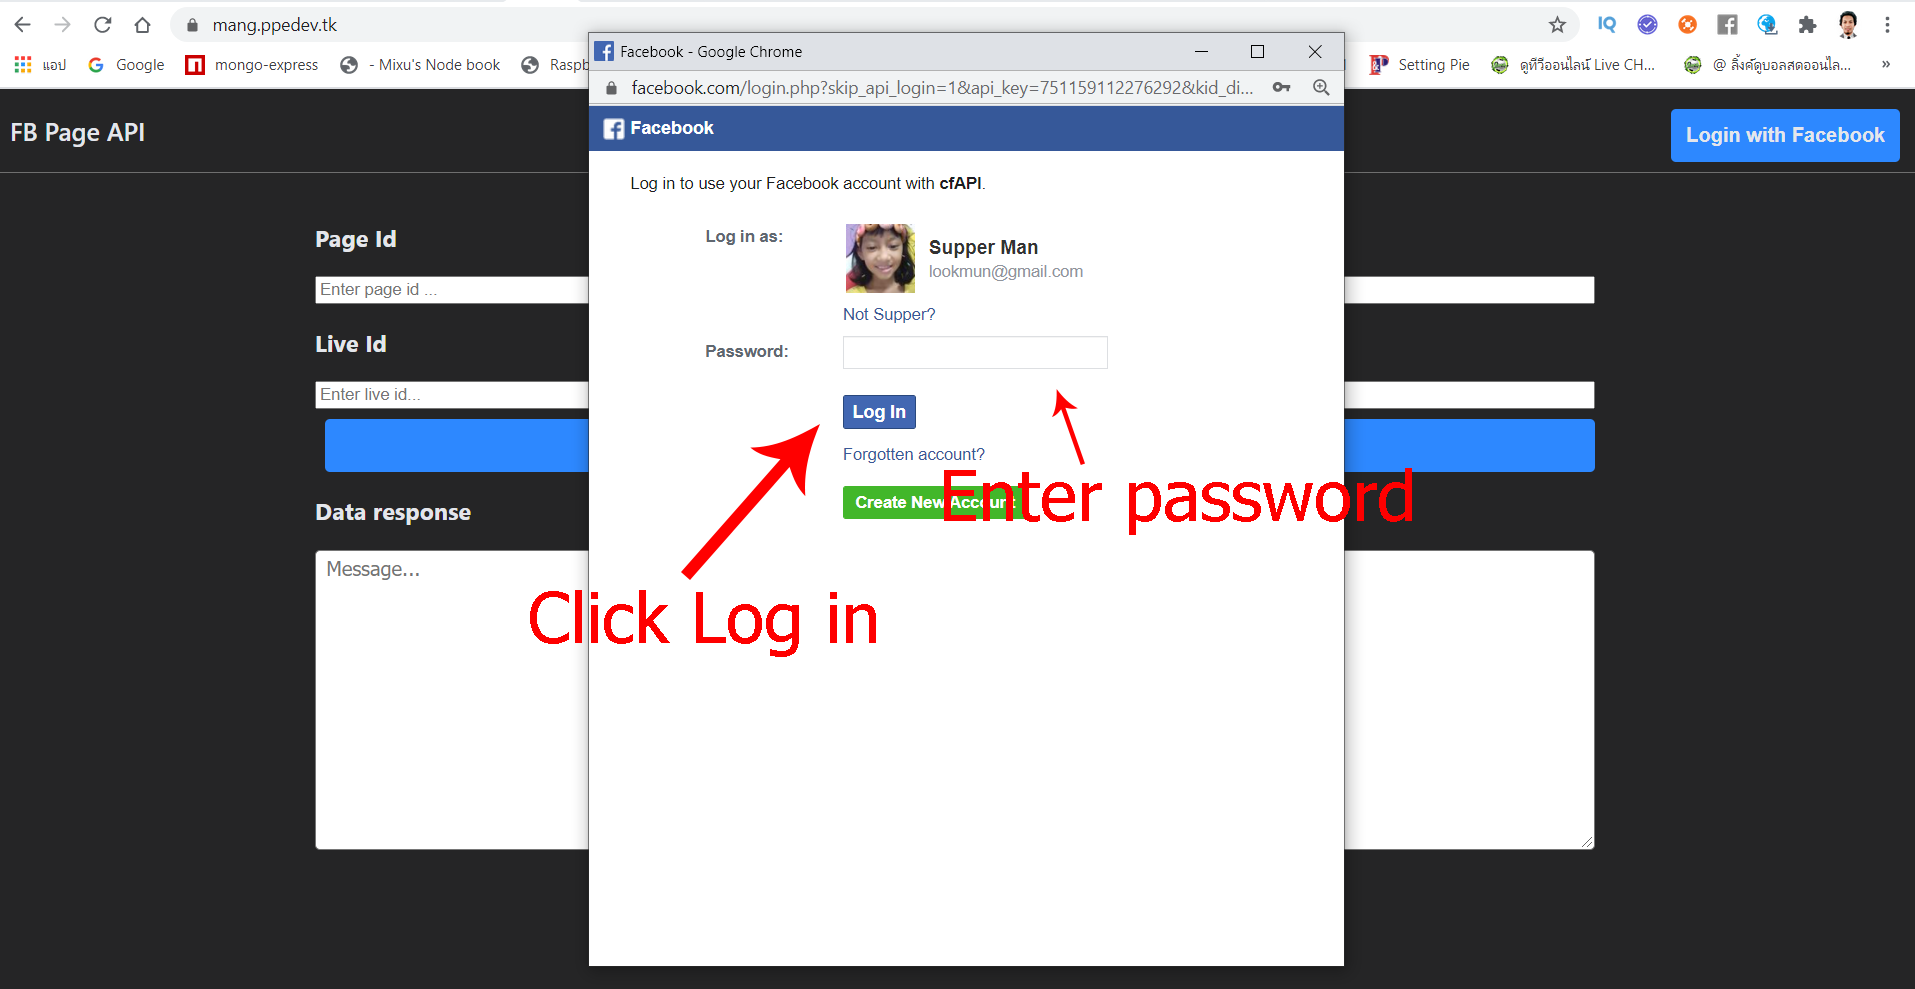 mang.ppedev.tk
แอป Google mongo-express - Mixu's Node book Raspb
Setting Pie ดูทีวีออนไลน์ Live CH... @ ลิ้งค์ดูบอลสดออนไล... »
Facebook - Google Chrome
facebook.com/login.php?skip_api_login=1&api_key=751159112276292&kid_di...
FB Page API
Login with Facebook
Facebook
Log in to use your Facebook account with cfAPI.
Log in as:
Supper Man
lookmun@gmail.com
Not Supper?
Password:
Log In
Forgotten account?
Create New Account
Enter password
Click Log in
Page Id
Enter page id ...
Live Id
Enter live id...
Data response
Message...